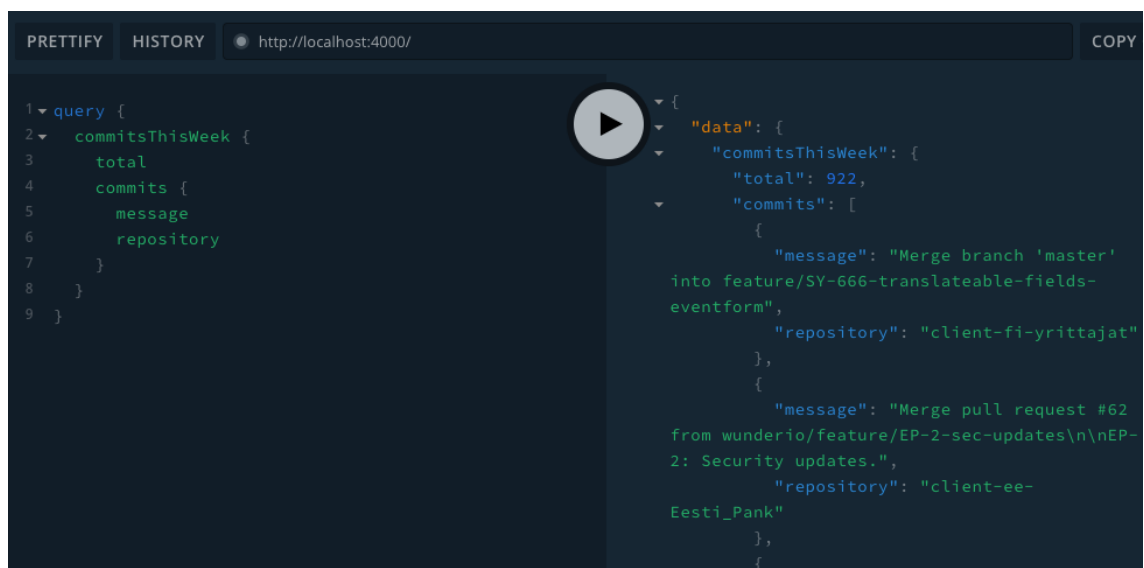 PRETTIFY HISTORY http://localhost:4000/ COPY
1 query {
2 commitsThisWeek {
3 total
4 commits {
5 message
6 repository
7 }
8 }
9 }
{
"data": {
"commitsThisWeek": {
"total": 922,
"commits": [
{
"message": "Merge branch 'master'
into feature/SY-666-translateable-fields-
eventform",
"repository": "client-fi-yrittajat"
},
{
"message": "Merge pull request #62
from wunderio/feature/EP-2-sec-updates\n\nEP-
2: Security updates.",
"repository": "client-ee-
Eesti_Pank"
},
{